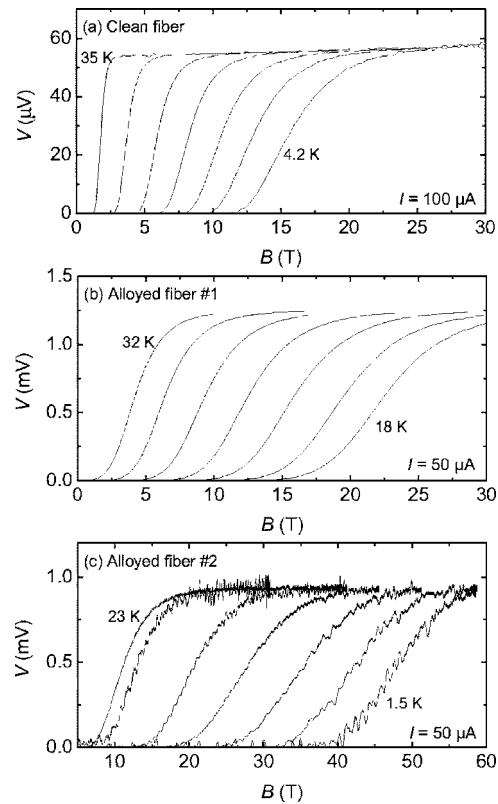 (a) Clean fiber
60
40
20
0
V (μV)
35 K
4.2 K
I = 100 μA
0 5 10 15 20 25 30
B (T)
(b) Alloyed fiber #1
1.5
1.0
0.5
0.0
V (mV)
32 K
18 K
I = 50 μA
0 5 10 15 20 25 30
B (T)
(c) Alloyed fiber #2
1.0
0.5
0.0
V (mV)
23 K
1.5 K
I = 50 μA
10 20 30 40 50 60
B (T)